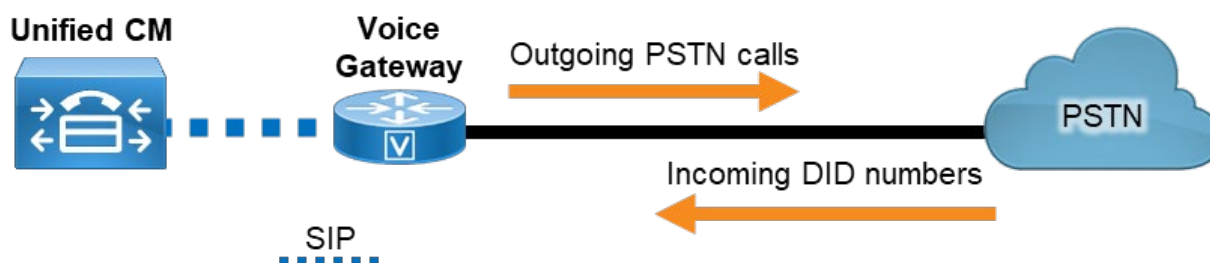 Unified CM
Voice
Gateway
Outgoing PSTN calls
PSTN
V
Incoming DID numbers
SIP